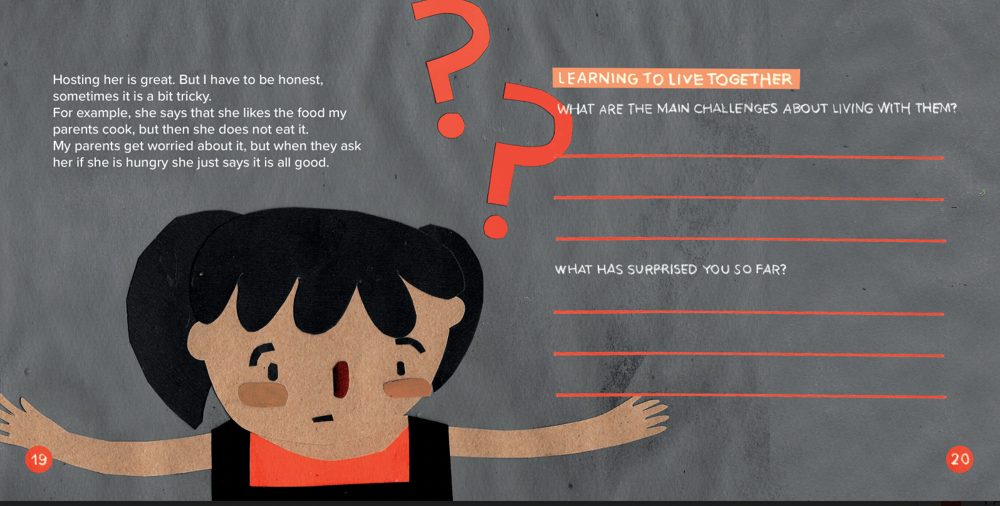 Hosting her is great. But I have to be honest,
sometimes it is a bit tricky.
For example, she says that she likes the food my
parents cook, but then she does not eat it.
My parents get worried about it, but when they ask
her if she is hungry she just says it is all good.
??
19
LEARNING TO LIVE TOGETHER
WHAT ARE THE MAIN CHALLENGES ABOUT LIVING WITH THEM?
WHAT HAS SURPRISED YOU SO FAR?
20